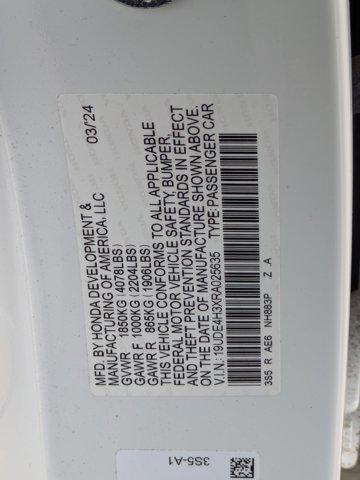 MFD. BY HONDA DEVELOPMENT &
MANUFACTURING OF AMERICA, LLC 03/'24
GVWR 1850KG (4078LBS)
GAWR F 1000KG (2204LBS)
GAWR R 865KG (1906LBS)
THIS VEHICLE CONFORMS TO ALL APPLICABLE
FEDERAL MOTOR VEHICLE SAFETY, BUMPER,
AND THEFT PREVENTION STANDARDS IN EFFECT
ON THE DATE OF MANUFACTURE SHOWN ABOVE.
V.I.N.: 19UDE4H3XRA025635 TYPE:PASSENGER CAR
3S5 R AE6 NH883P Z A
3S5-A1